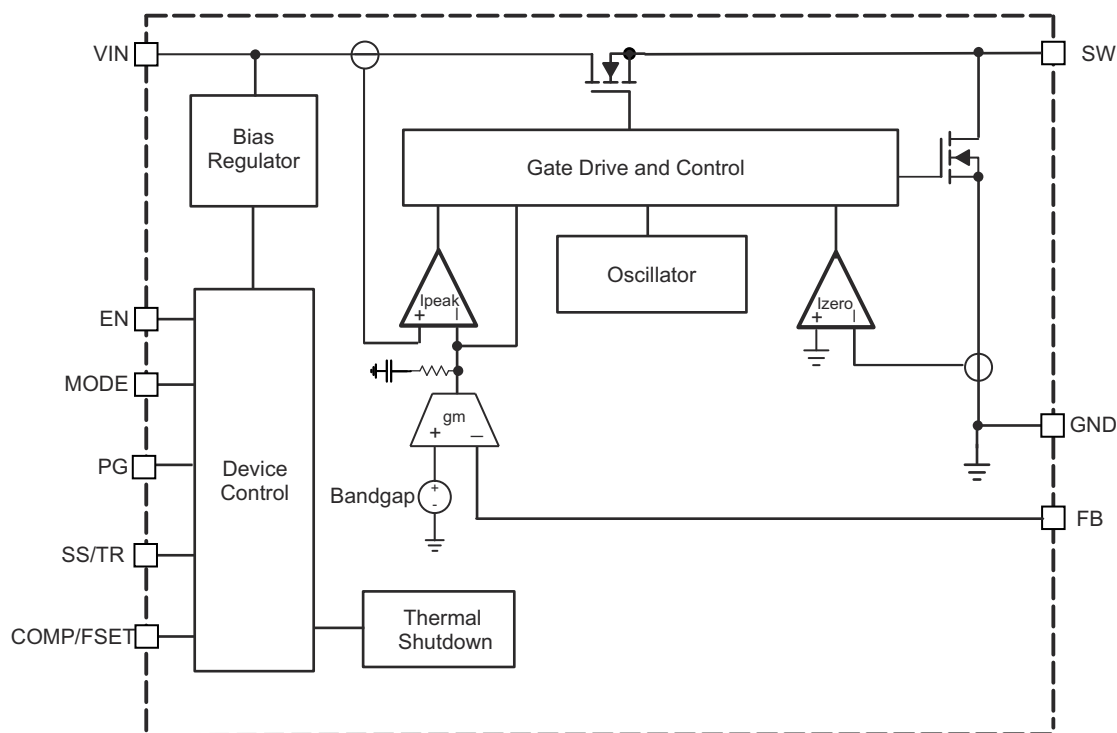 VIN
SW
Bias
Regulator
Gate Drive and Control
Oscillator
Ipeak
+ –
Izero
+ –
EN
MODE
gm
+ –
GND
PG
Device
Control
Bandgap
+
-
FB
SS/TR
Thermal
Shutdown
COMP/FSET